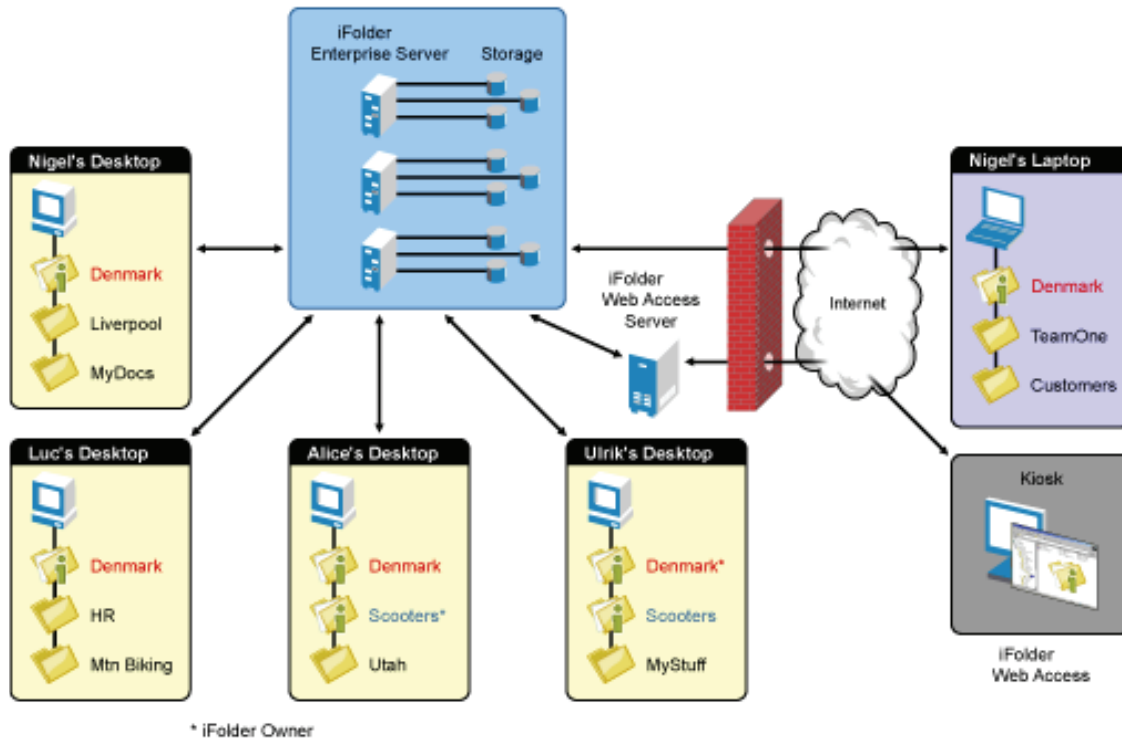 iFolder
Enterprise Server
Storage
Nigel's Desktop
Denmark
Liverpool
MyDocs
iFolder
Web Access
Server
Internet
Nigel's Laptop
Denmark
TeamOne
Customers
Luc's Desktop
Denmark
HR
Mtn Biking
Alice's Desktop
Denmark
Scooters*
Utah
Ulrik's Desktop
Denmark*
Scooters
MyStuff
Kiosk
iFolder
Web Access
* iFolder Owner